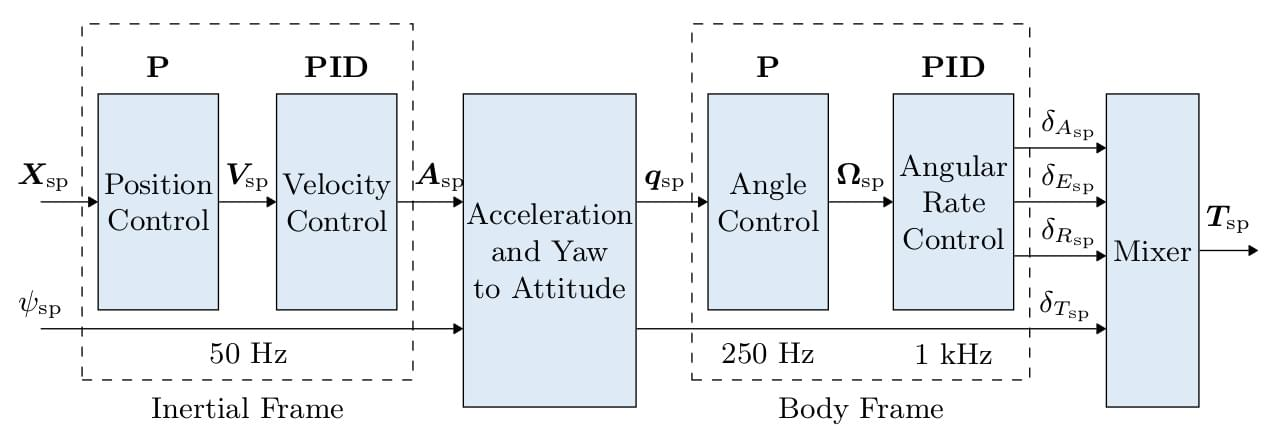 P
PID
P
PID
X_sp
Position
Control
V_sp
Velocity
Control
A_sp
Acceleration
and Yaw
to Attitude
q_sp
Angle
Control
Ω_sp
Angular
Rate
Control
δ_A_sp
δ_E_sp
δ_R_sp
δ_T_sp
Mixer
T_sp
ψ_sp
50 Hz
250 Hz
1 kHz
Inertial Frame
Body Frame